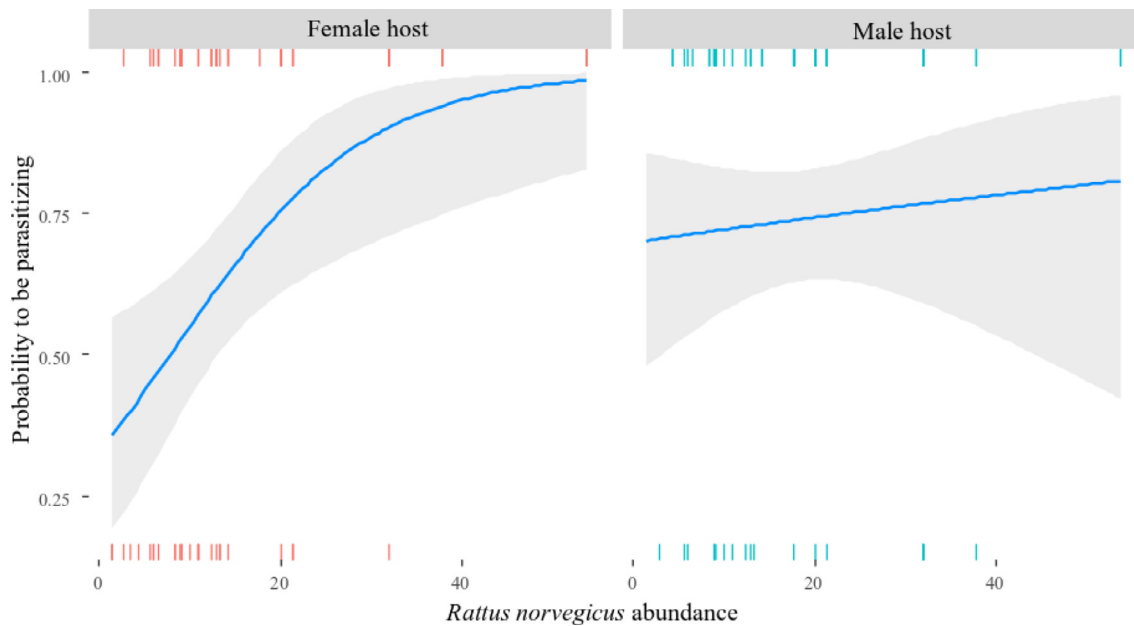 Female host
Male host
Probability to be parasitizing
1.00
0.75
0.50
0.25
0
20
40
0
20
40
Rattus norvegicus abundance